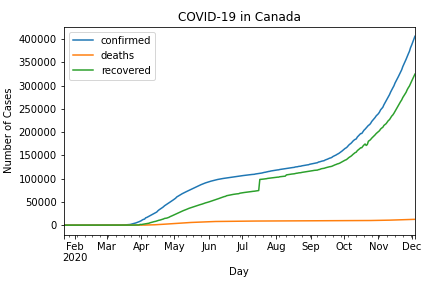 COVID-19 in Canada
confirmed
deaths
recovered
Number of Cases
400000
350000
300000
250000
200000
150000
100000
50000
0
Feb Mar Apr May Jun Jul Aug Sep Oct Nov Dec
2020
Day